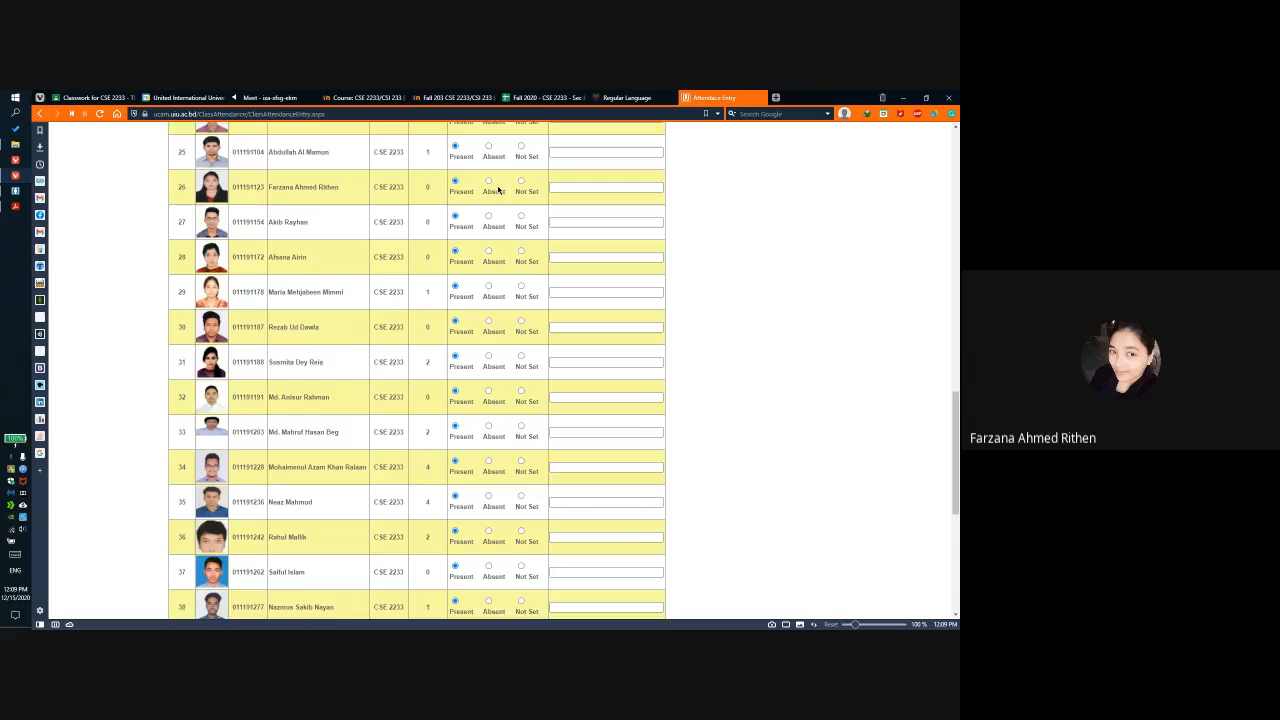 Classwork for CSE 2233 - T
United International Unive
Meet - ixa-sfsg-ekm
Course: CSE 2233/CSI 233
Fall 203 CSE 2233/CSI 233
Fall 2020 - CSE 2233 - Sec
Regular Language
Attendace Entry
ucam.uiu.ac.bd/ClassAttendance/ClassAttendanceEntry.aspx
Search Google
25 011191104 Abdullah Al Mamun CSE 2233 1 Present Absent Not Set
26 011191123 Farzana Ahmed Rithen CSE 2233 0 Present Absent Not Set
27 011191154 Akib Rayhan CSE 2233 0 Present Absent Not Set
28 011191172 Afsana Airin CSE 2233 0 Present Absent Not Set
29 011191178 Maria Mehjabeen Mimmi CSE 2233 1 Present Absent Not Set
30 011191187 Rezab Ud Dawla CSE 2233 0 Present Absent Not Set
31 011191188 Susmita Dey Reia CSE 2233 2 Present Absent Not Set
32 011191191 Md. Anisur Rahman CSE 2233 0 Present Absent Not Set
33 011191203 Md. Mahruf Hasan Beg CSE 2233 2 Present Absent Not Set
34 011191228 Mohaimenul Azam Khan Raiaan CSE 2233 4 Present Absent Not Set
35 011191236 Neaz Mahmud CSE 2233 4 Present Absent Not Set
36 011191242 Rahul Mallik CSE 2233 2 Present Absent Not Set
37 011191262 Saiful Islam CSE 2233 0 Present Absent Not Set
38 011191277 Nazmus Sakib Nayan CSE 2233 1 Present Absent Not Set
100%
ENG
12:09 PM
12/15/2020
Reset 100 % 12:09 PM
Farzana Ahmed Rithen